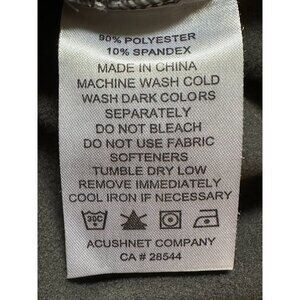 90% POLYESTER
10% SPANDEX
MADE IN CHINA
MACHINE WASH COLD
WASH DARK COLORS
SEPARATELY
DO NOT BLEACH
DO NOT USE FABRIC
SOFTENERS
TUMBLE DRY LOW
REMOVE IMMEDIATELY
COOL IRON IF NECESSARY
30C
ACUSHNET COMPANY
CA # 28544